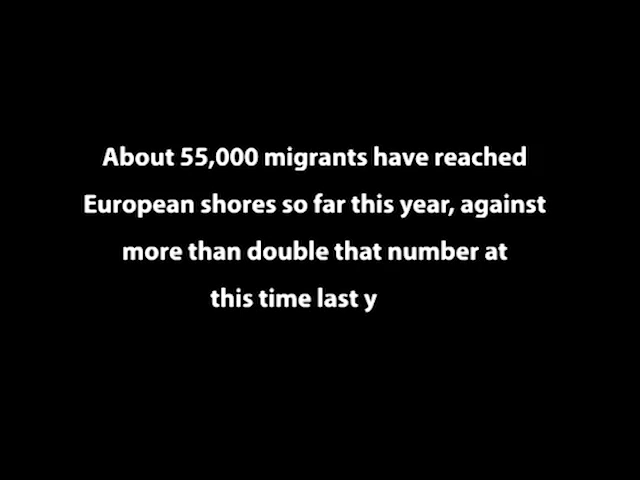 About 55,000 migrants have reached
European shores so far this year, against
more than double that number at
this time last y